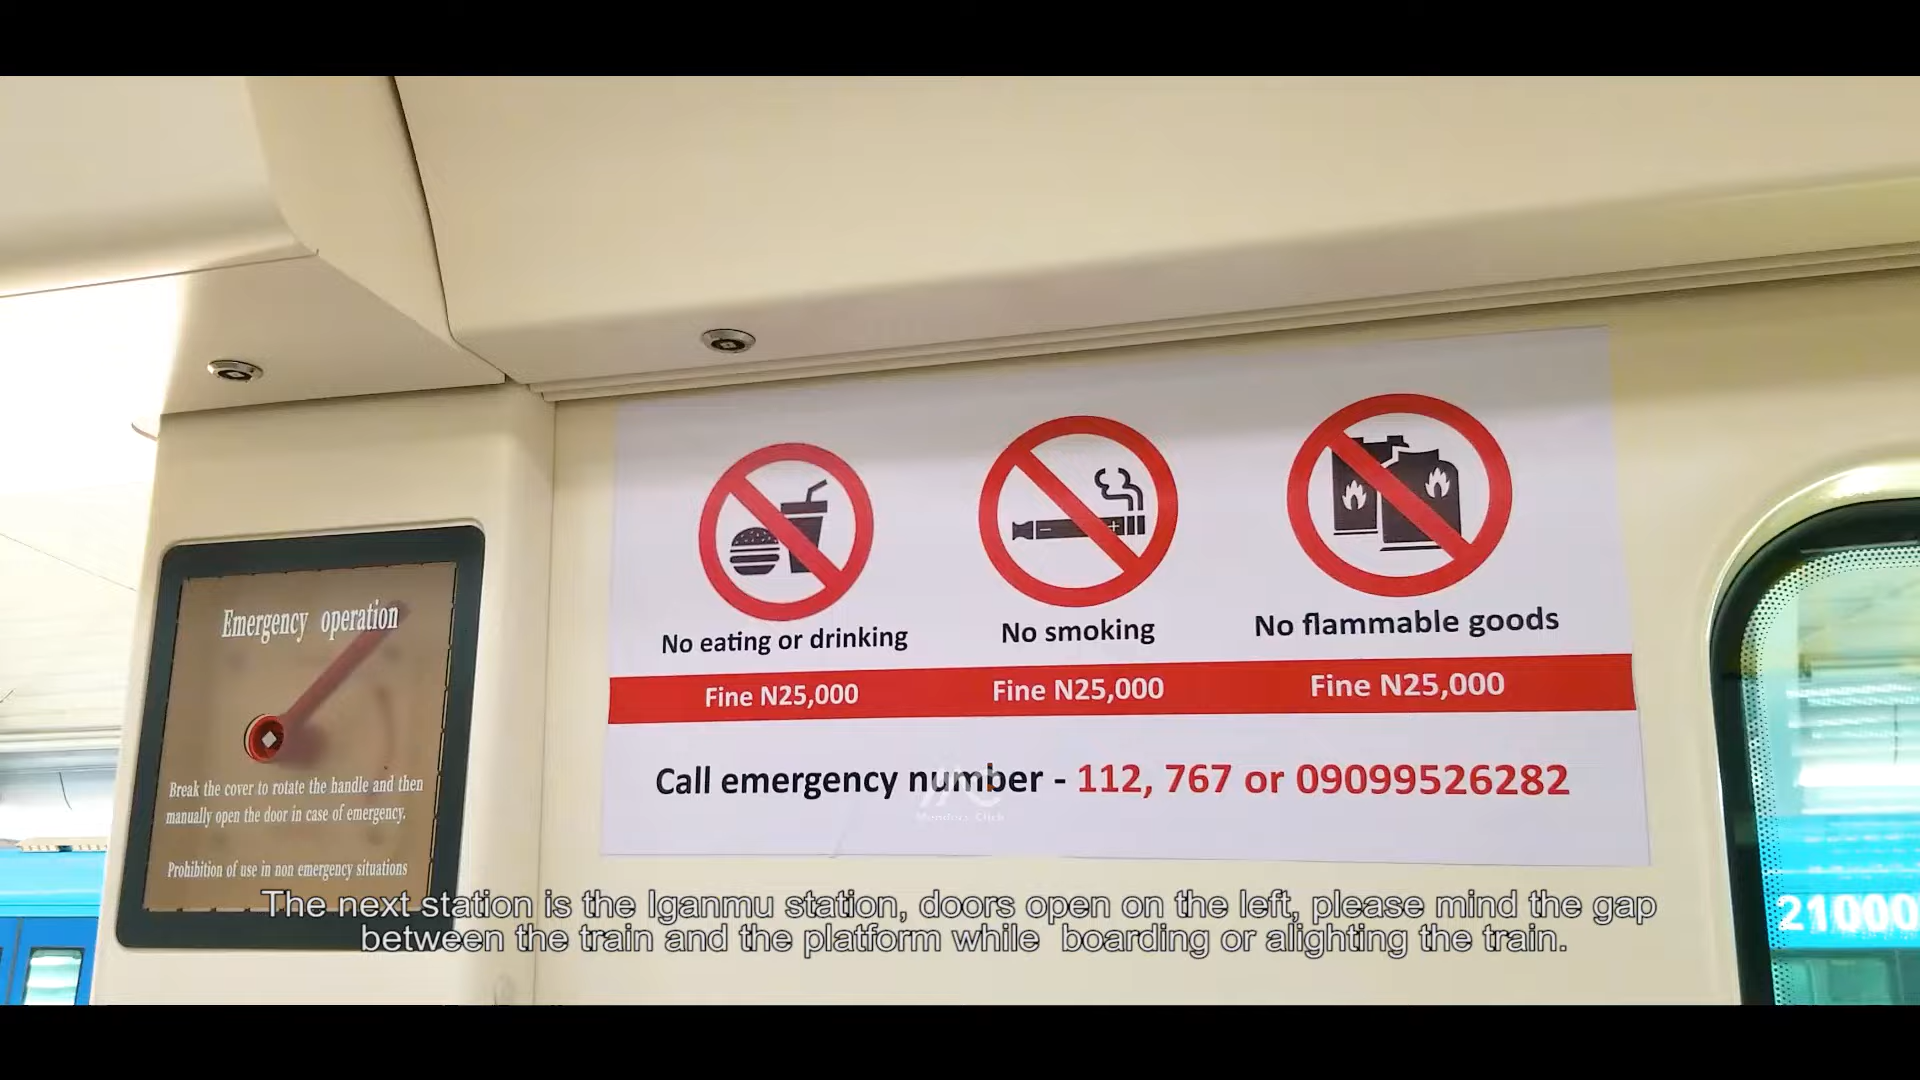 Emergency operation
Break the cover to rotate the handle and then
manually open the door in case of emergency.
Prohibition of use in non emergency situations
No eating or drinking
No smoking
No flammable goods
Fine N25,000
Fine N25,000
Fine N25,000
Call emergency number - 112, 767 or 09099526282
21000
The next station is the Iganmu station, doors open on the left, please mind the gap
between the train and the platform while boarding or alighting the train.